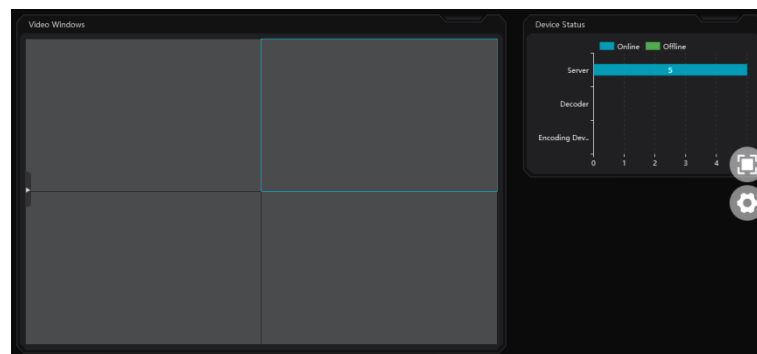 Video Windows
Device Status
Online Offline
Server 5
Decoder
Encoding Dev..
0 1 2 3 4